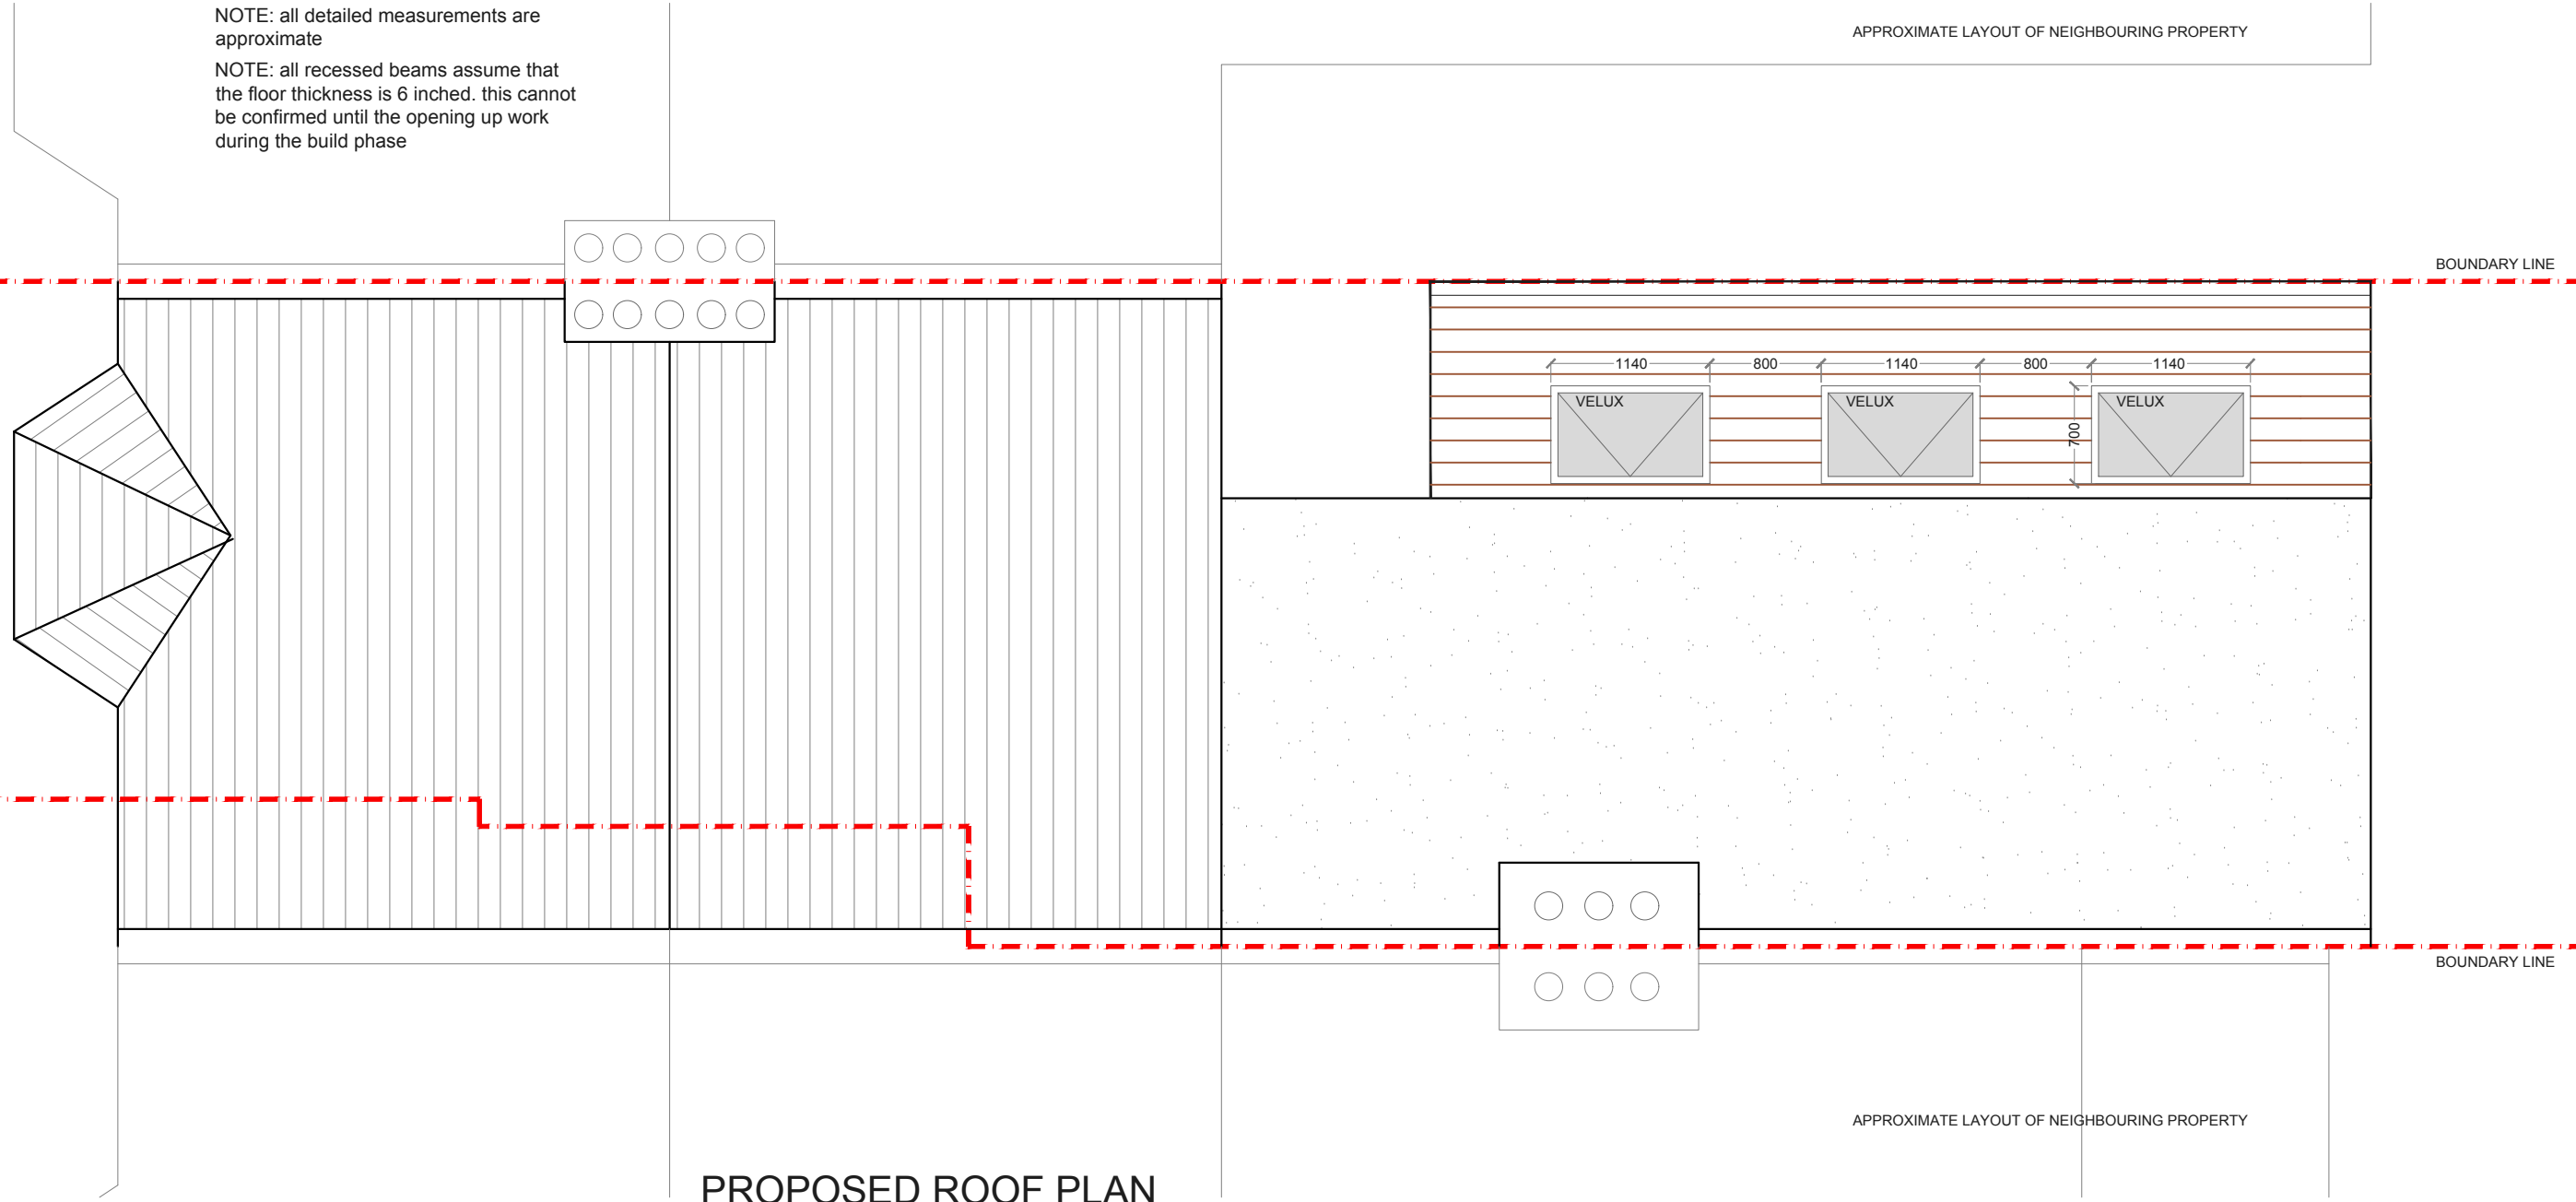 NOTE: all detailed measurements are
approximate
NOTE: all recessed beams assume that
the floor thickness is 6 inched. this cannot
be confirmed until the opening up work
during the build phase
APPROXIMATE LAYOUT OF NEIGHBOURING PROPERTY
BOUNDARY LINE
1140 800 1140 800 1140
VELUX VELUX VELUX
700
BOUNDARY LINE
APPROXIMATE LAYOUT OF NEIGHBOURING PROPERTY
PROPOSED ROOF PLAN